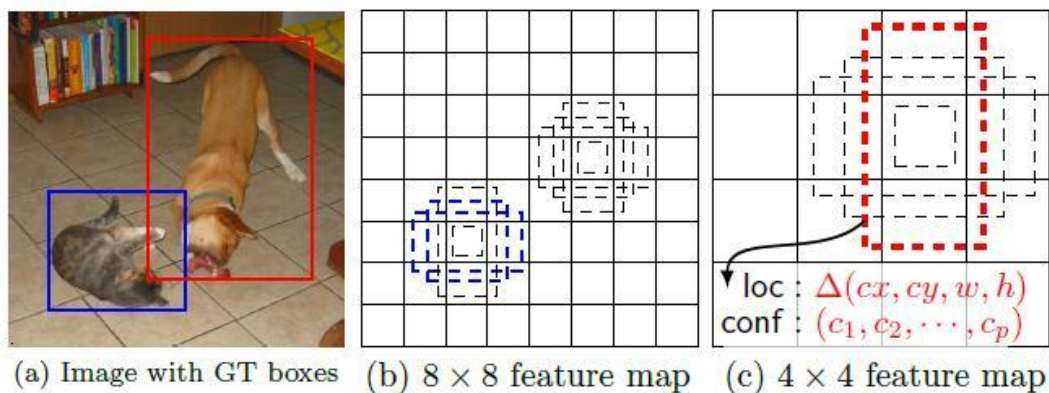 loc : Δ(cx, cy, w, h)
conf : (c₁, c₂, ⋯, cₚ)
(a) Image with GT boxes
(b) 8 × 8 feature map
(c) 4 × 4 feature map